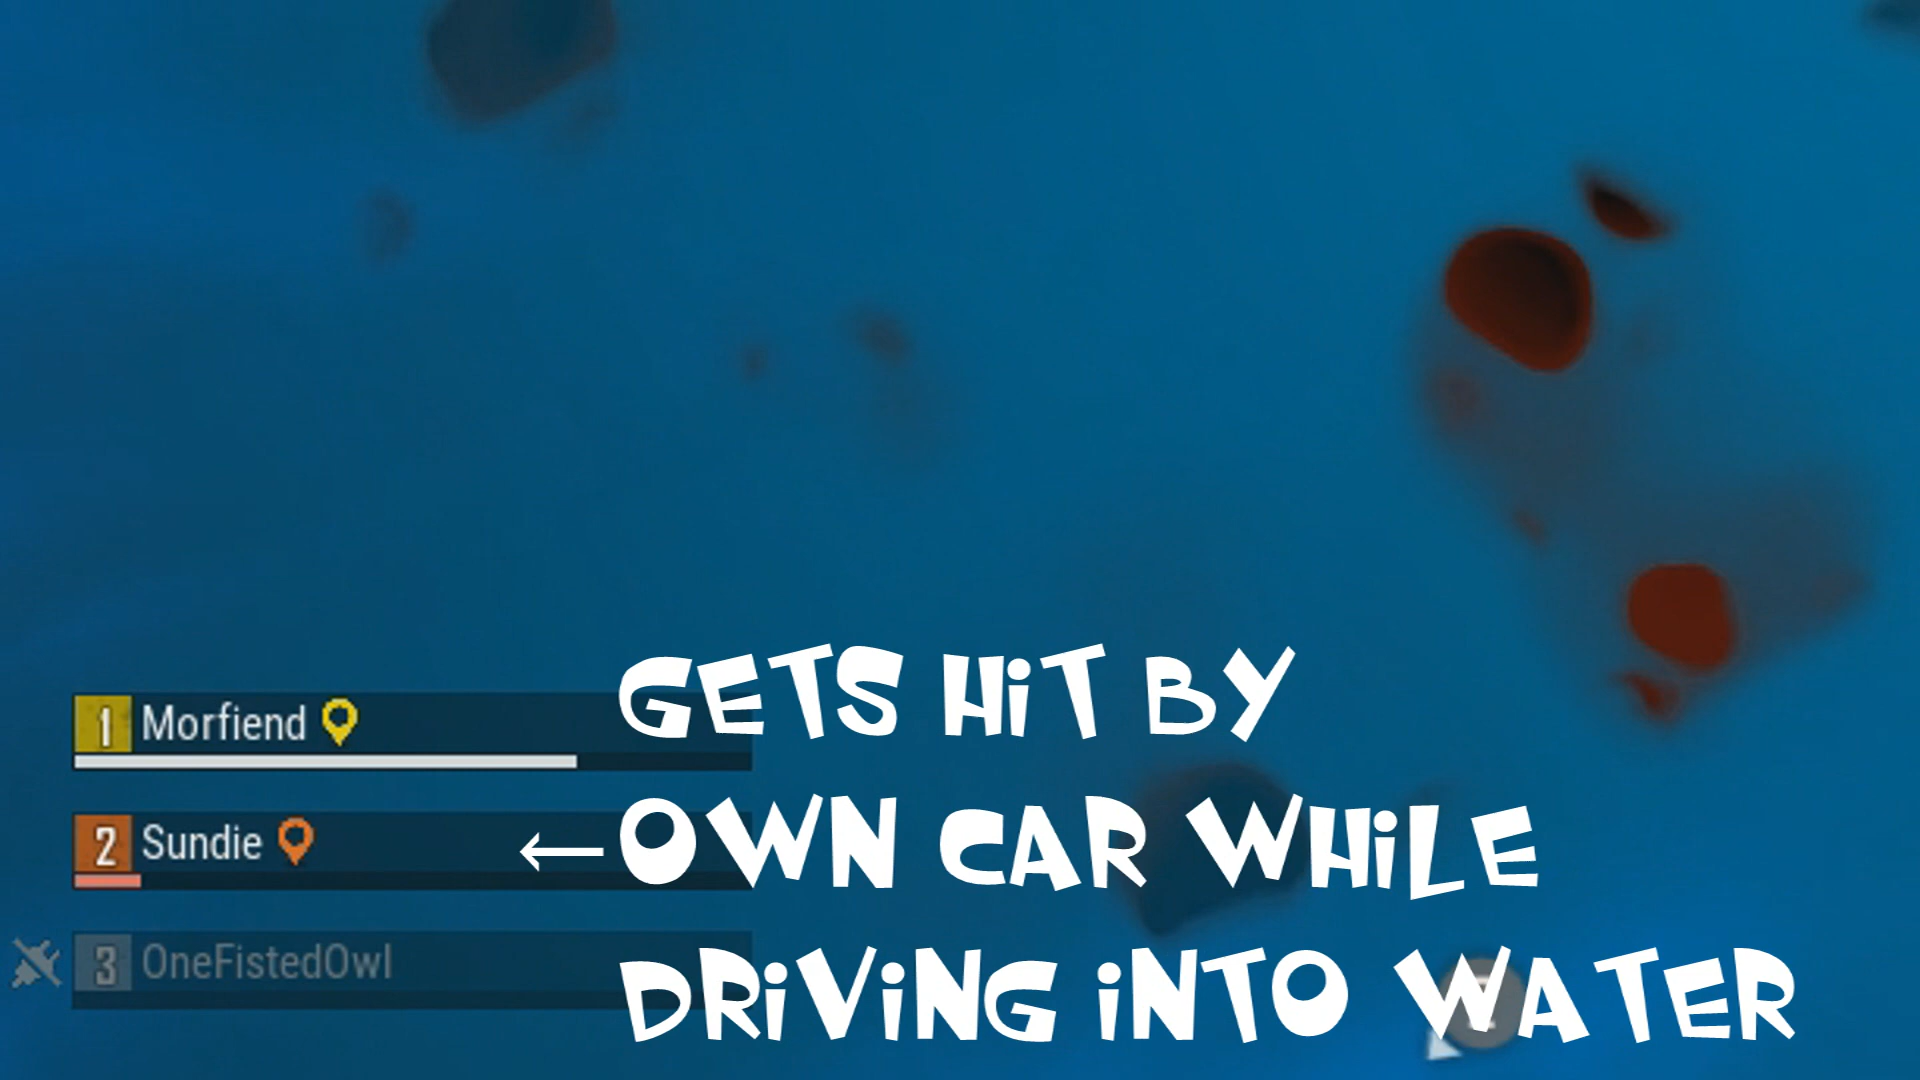 GETS HiT BY
1 Morfiend
2 Sundie ← OWN CAR WHiLE
3 OneFistedOwl
DRiViNG iNTO WATER